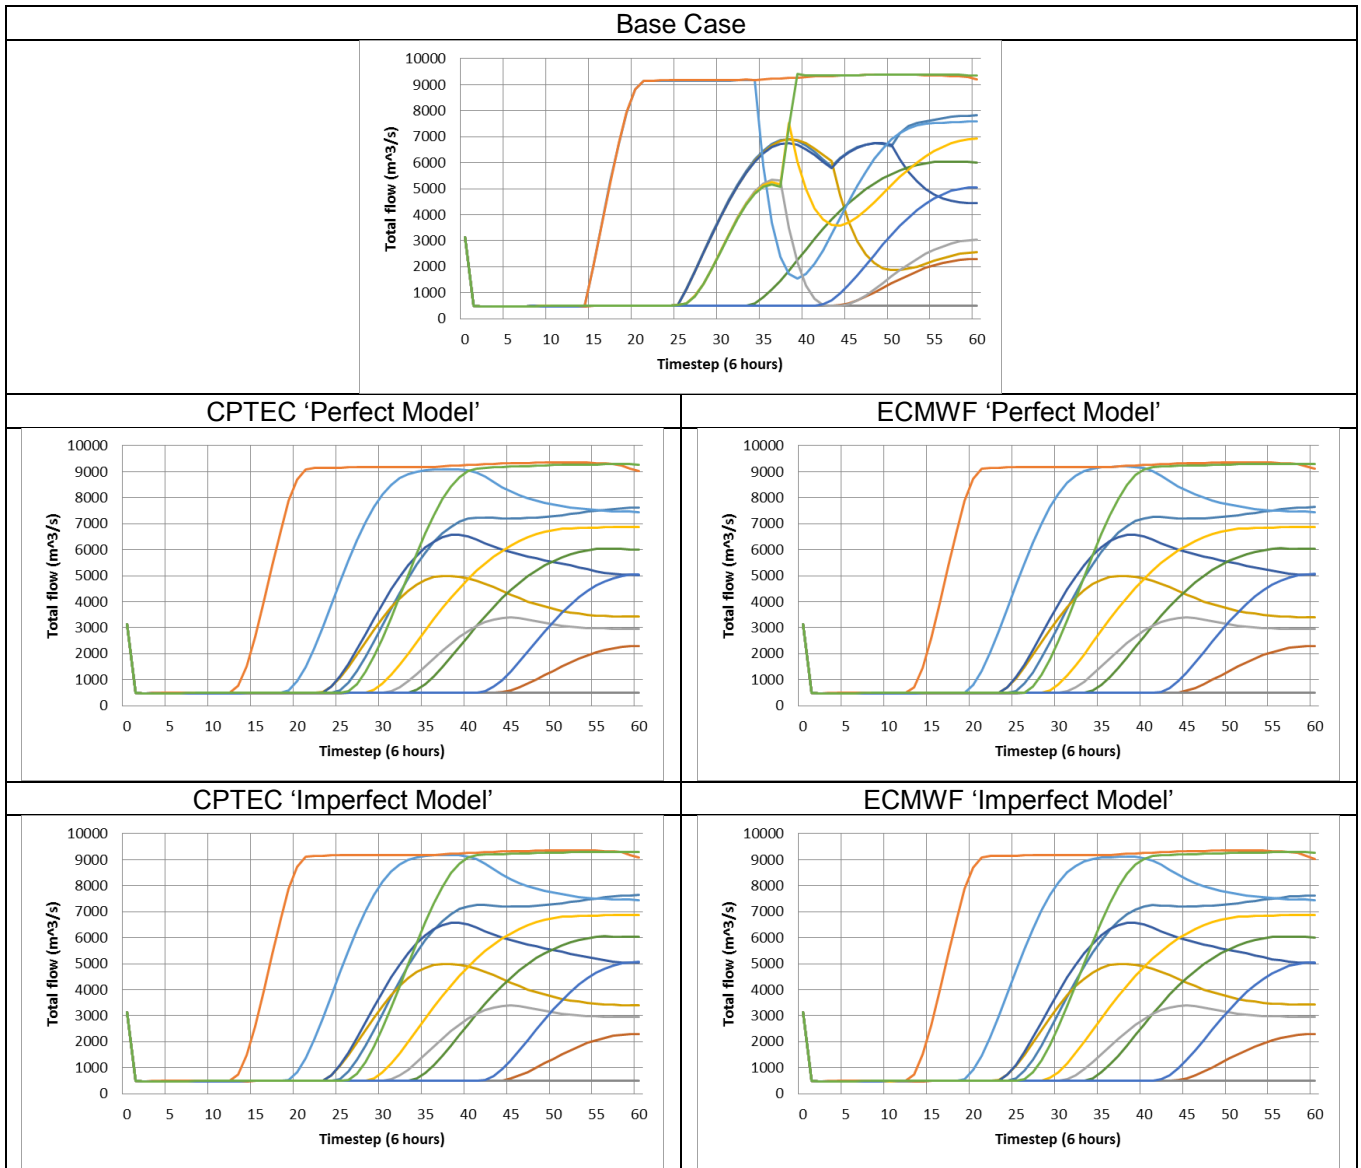 Base Case
10000
9000
8000
7000
6000
5000
4000
3000
2000
1000
0
Total flow (m^3/s)
0 5 10 15 20 25 30 35 40 45 50 55 60
Timestep (6 hours)
CPTEC ‘Perfect Model’
10000
9000
8000
7000
6000
5000
4000
3000
2000
1000
0
Total flow (m^3/s)
0 5 10 15 20 25 30 35 40 45 50 55 60
Timestep (6 hours)
ECMWF ‘Perfect Model’
10000
9000
8000
7000
6000
5000
4000
3000
2000
1000
0
Total flow (m^3/s)
0 5 10 15 20 25 30 35 40 45 50 55 60
Timestep (6 hours)
CPTEC ‘Imperfect Model’
10000
9000
8000
7000
6000
5000
4000
3000
2000
1000
0
Total flow (m^3/s)
0 5 10 15 20 25 30 35 40 45 50 55 60
Timestep (6 hours)
ECMWF ‘Imperfect Model’
10000
9000
8000
7000
6000
5000
4000
3000
2000
1000
0
Total flow (m^3/s)
0 5 10 15 20 25 30 35 40 45 50 55 60
Timestep (6 hours)